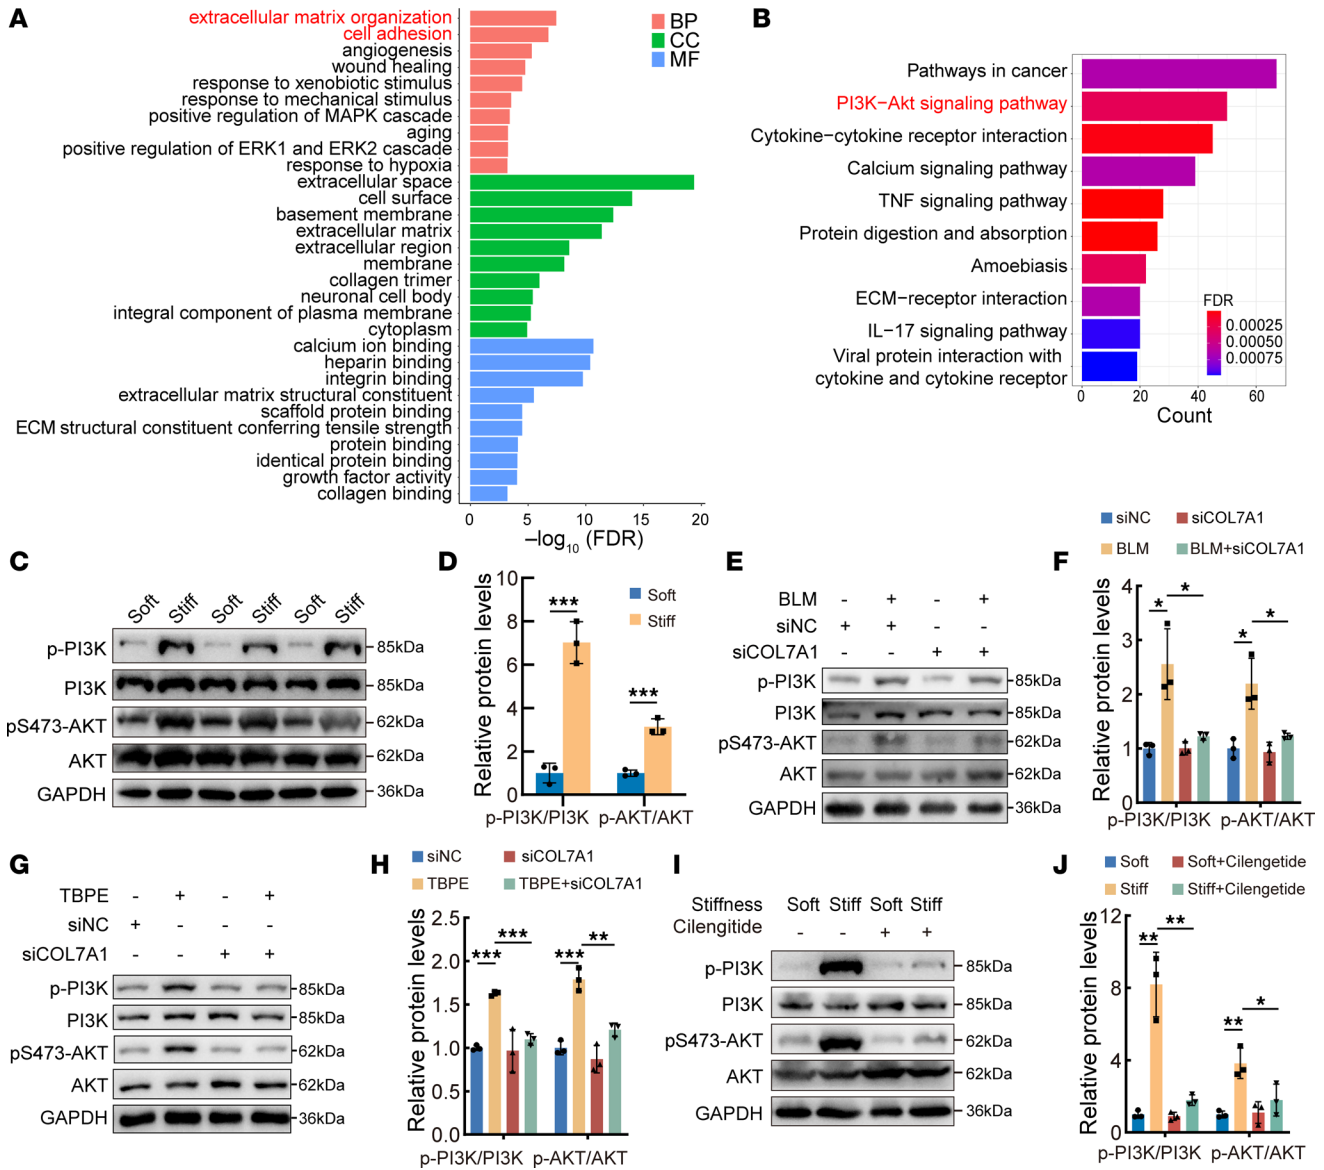 A
extracellular matrix organization
cell adhesion
angiogenesis
wound healing
response to xenobiotic stimulus
response to mechanical stimulus
positive regulation of MAPK cascade
aging
positive regulation of ERK1 and ERK2 cascade
response to hypoxia
extracellular space
cell surface
basement membrane
extracellular matrix
extracellular region
membrane
collagen trimer
neuronal cell body
integral component of plasma membrane
cytoplasm
calcium ion binding
heparin binding
integrin binding
extracellular matrix structural constituent
scaffold protein binding
ECM structural constituent conferring tensile strength
protein binding
identical protein binding
growth factor activity
collagen binding
0 5 10 15 20
−log10 (FDR)
BP
CC
MF
B
Pathways in cancer
PI3K−Akt signaling pathway
Cytokine−cytokine receptor interaction
Calcium signaling pathway
TNF signaling pathway
Protein digestion and absorption
Amoebiasis
ECM−receptor interaction
IL−17 signaling pathway
Viral protein interaction with
cytokine and cytokine receptor
0 20 40 60
Count
FDR
0.00025
0.00050
0.00075
C
Soft Stiff Soft Stiff Soft Stiff
p-PI3K 85kDa
PI3K 85kDa
pS473-AKT 62kDa
AKT 62kDa
GAPDH 36kDa
D
Relative protein levels
10
8
6
4
2
0
*** ***
Soft
Stiff
p-PI3K/PI3K p-AKT/AKT
E
BLM - + - +
siNC + + - -
siCOL7A1 - - + +
p-PI3K 85kDa
PI3K 85kDa
pS473-AKT 62kDa
AKT 62kDa
GAPDH 36kDa
F
siNC siCOL7A1
BLM BLM+siCOL7A1
Relative protein levels
4
3
2
1
0
* * * *
p-PI3K/PI3K p-AKT/AKT
G
TBPE - + - +
siNC + - - -
siCOL7A1 - - + +
p-PI3K 85kDa
PI3K 85kDa
pS473-AKT 62kDa
AKT 62kDa
GAPDH 36kDa
H
siNC siCOL7A1
TBPE TBPE+siCOL7A1
Relative protein levels
2.5
2.0
1.5
1.0
0.5
0.0
*** *** *** **
p-PI3K/PI3K p-AKT/AKT
I
Stiffness Soft Stiff Soft Stiff
Cilengitide - - + +
p-PI3K 85kDa
PI3K 85kDa
pS473-AKT 62kDa
AKT 62kDa
GAPDH 36kDa
J
Soft Soft+Cilengetide
Stiff Stiff+Cilengetide
Relative protein levels
12
8
4
0
** ** ** *
p-PI3K/PI3K p-AKT/AKT